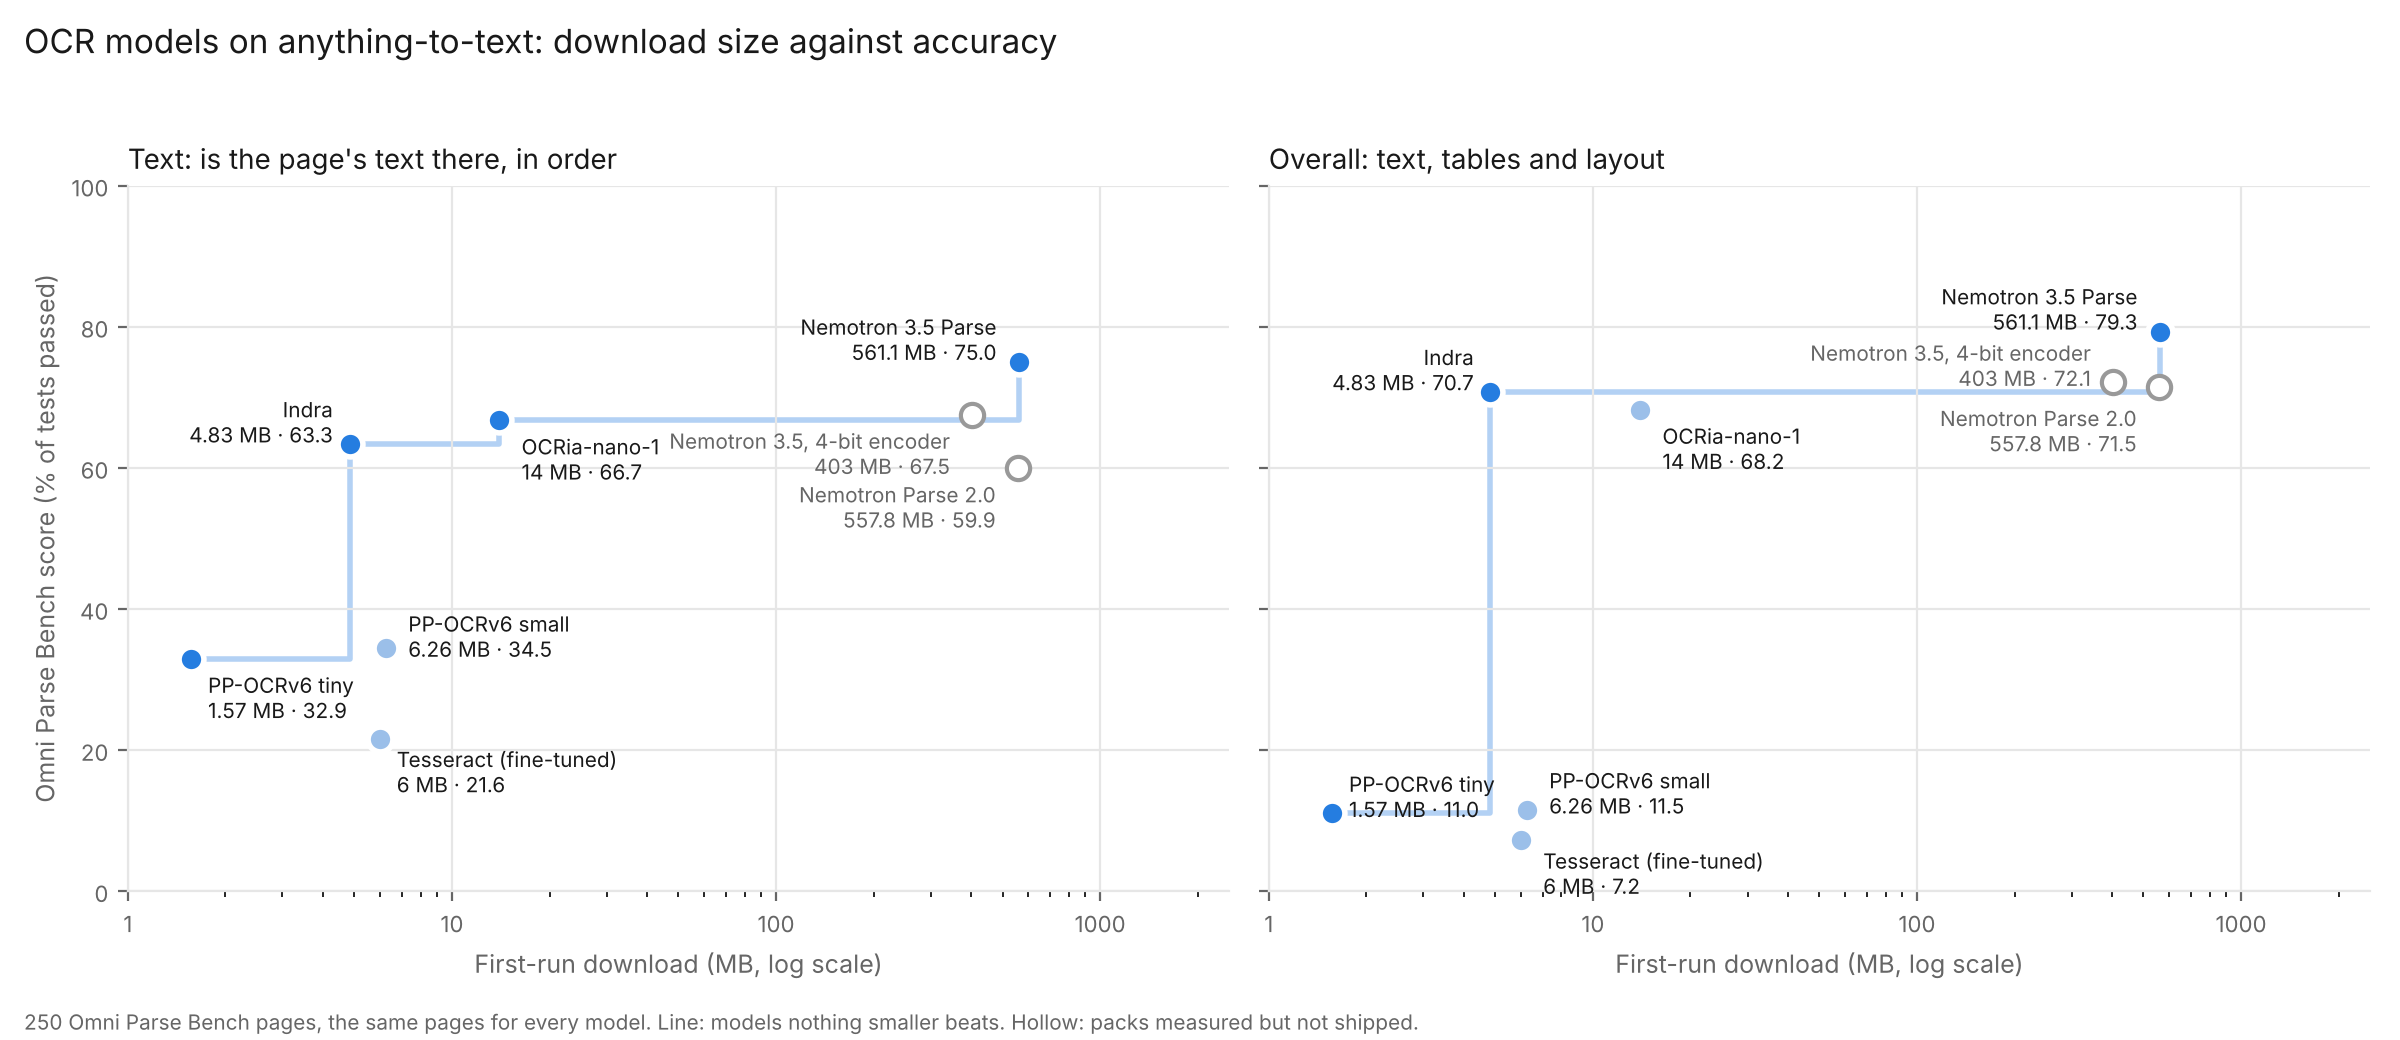 OCR models on anything-to-text: download size against accuracy
Text: is the page's text there, in order
Omni Parse Bench score (% of tests passed)
100
80
60
40
20
0
Nemotron 3.5 Parse
561.1 MB · 75.0
Indra
4.83 MB · 63.3
OCRia-nano-1
14 MB · 66.7
Nemotron 3.5, 4-bit encoder
403 MB · 67.5
Nemotron Parse 2.0
557.8 MB · 59.9
PP-OCRv6 small
6.26 MB · 34.5
PP-OCRv6 tiny
1.57 MB · 32.9
Tesseract (fine-tuned)
6 MB · 21.6
1
10
100
1000
First-run download (MB, log scale)
Overall: text, tables and layout
Nemotron 3.5 Parse
561.1 MB · 79.3
Indra
4.83 MB · 70.7
Nemotron 3.5, 4-bit encoder
403 MB · 72.1
Nemotron Parse 2.0
557.8 MB · 71.5
OCRia-nano-1
14 MB · 68.2
PP-OCRv6 tiny
1.57 MB · 11.0
PP-OCRv6 small
6.26 MB · 11.5
Tesseract (fine-tuned)
6 MB · 7.2
1
10
100
1000
First-run download (MB, log scale)
250 Omni Parse Bench pages, the same pages for every model. Line: models nothing smaller beats. Hollow: packs measured but not shipped.